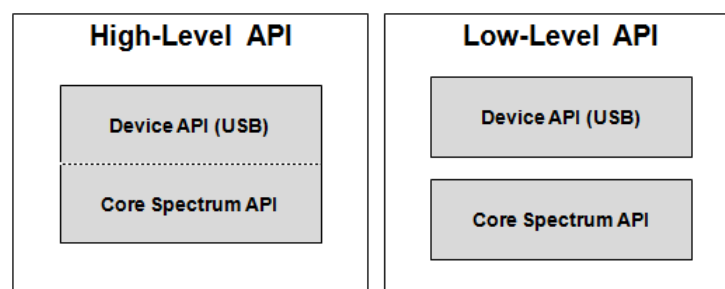 High-Level API
Device API (USB)
Core Spectrum API
Low-Level API
Device API (USB)
Core Spectrum API